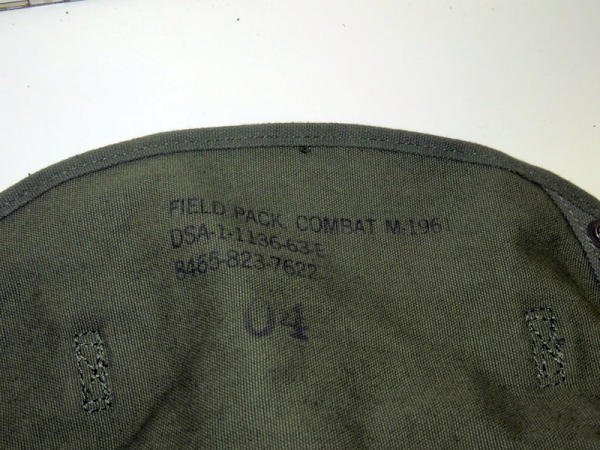 FIELD PACK, COMBAT M-1961
DSA-1-1136-63-E
8465-823-7622
04